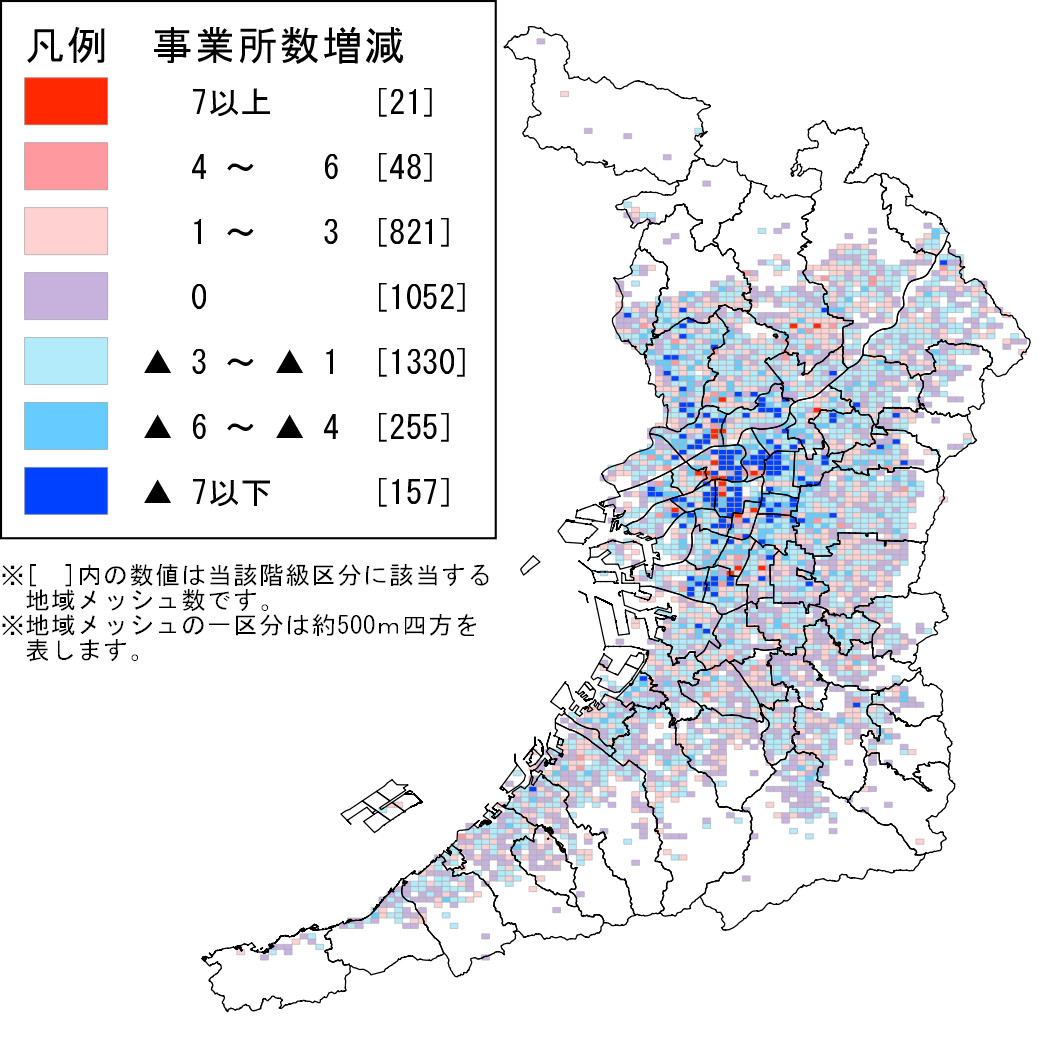 凡例 事業所数増減
7以上 [21]
4 ～ 6 [48]
1 ～ 3 [821]
0 [1052]
▲ 3 ～ ▲ 1 [1330]
▲ 6 ～ ▲ 4 [255]
▲ 7以下 [157]
※[ ]内の数値は当該階級区分に該当する
地域メッシュ数です。
※地域メッシュの一区分は約500ｍ四方を
表します。